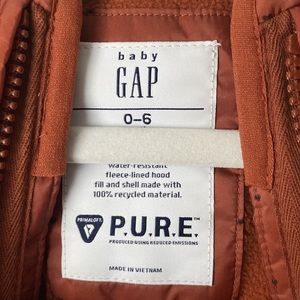 baby
GAP
0–6
water-resistant
fleece-lined hood
fill and shell made with
100% recycled material.
PRIMALOFT
P.U.R.E.™
PRODUCED USING REDUCED EMISSIONS
MADE IN VIETNAM